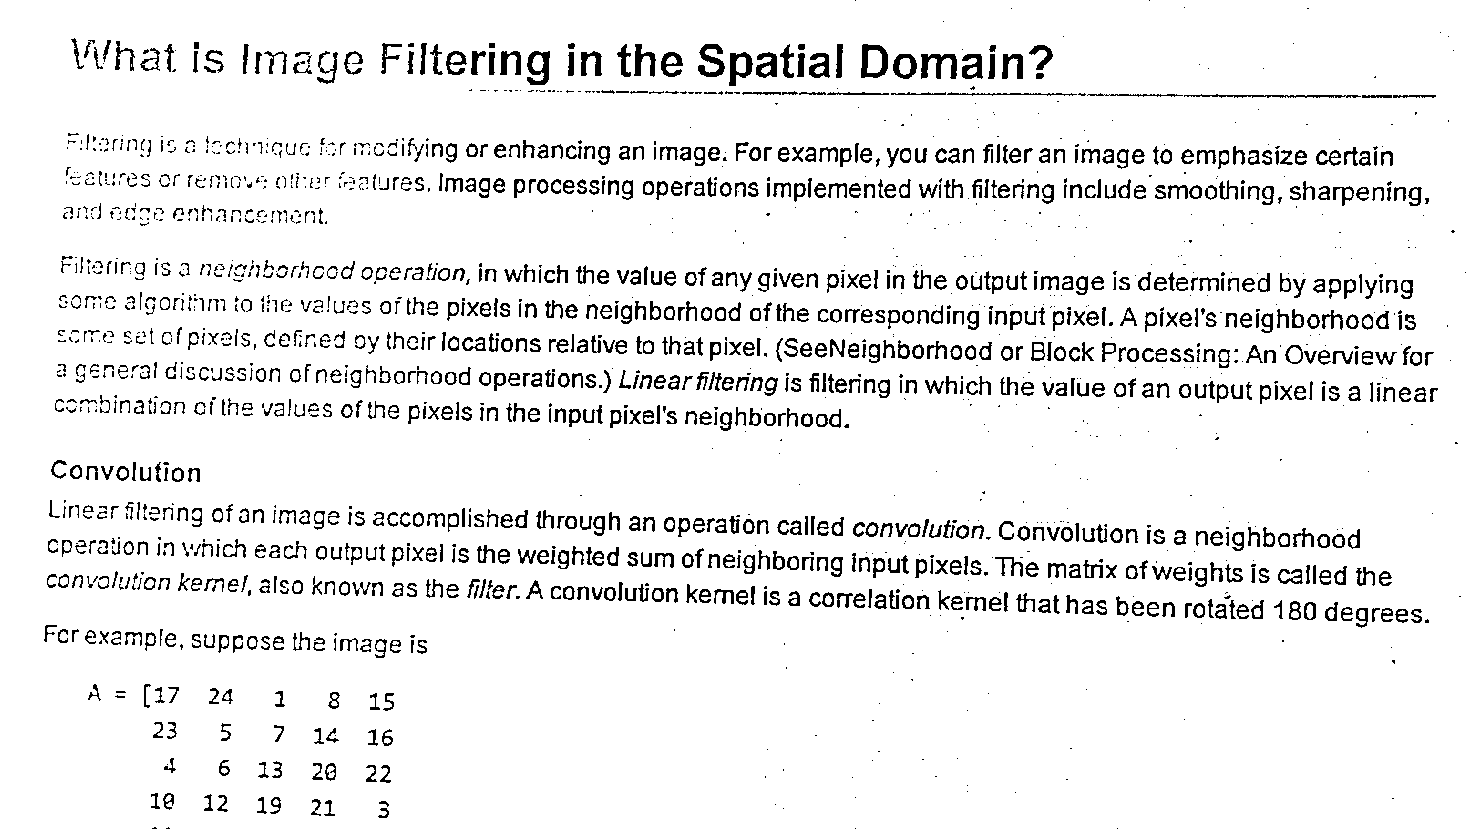 What is Image Filtering in the Spatial Domain?
Filtering is a technique for modifying or enhancing an image. For example, you can filter an image to emphasize certain
features or remove other features. Image processing operations implemented with filtering include smoothing, sharpening,
and edge enhancement.
Filtering is a neighborhood operation, in which the value of any given pixel in the output image is determined by applying
some algorithm to the values of the pixels in the neighborhood of the corresponding input pixel. A pixel's neighborhood is
some set of pixels, defined by their locations relative to that pixel. (SeeNeighborhood or Block Processing: An Overview for
a general discussion of neighborhood operations.) Linear filtering is filtering in which the value of an output pixel is a linear
combination of the values of the pixels in the input pixel's neighborhood.
Convolution
Linear filtering of an image is accomplished through an operation called convolution. Convolution is a neighborhood
operation in which each output pixel is the weighted sum of neighboring input pixels. The matrix of weights is called the
convolution kernel, also known as the filter. A convolution kernel is a correlation kernel that has been rotated 180 degrees.
For example, suppose the image is
A = [17 24 1 8 15
23 5 7 14 16
4 6 13 20 22
10 12 19 21 3